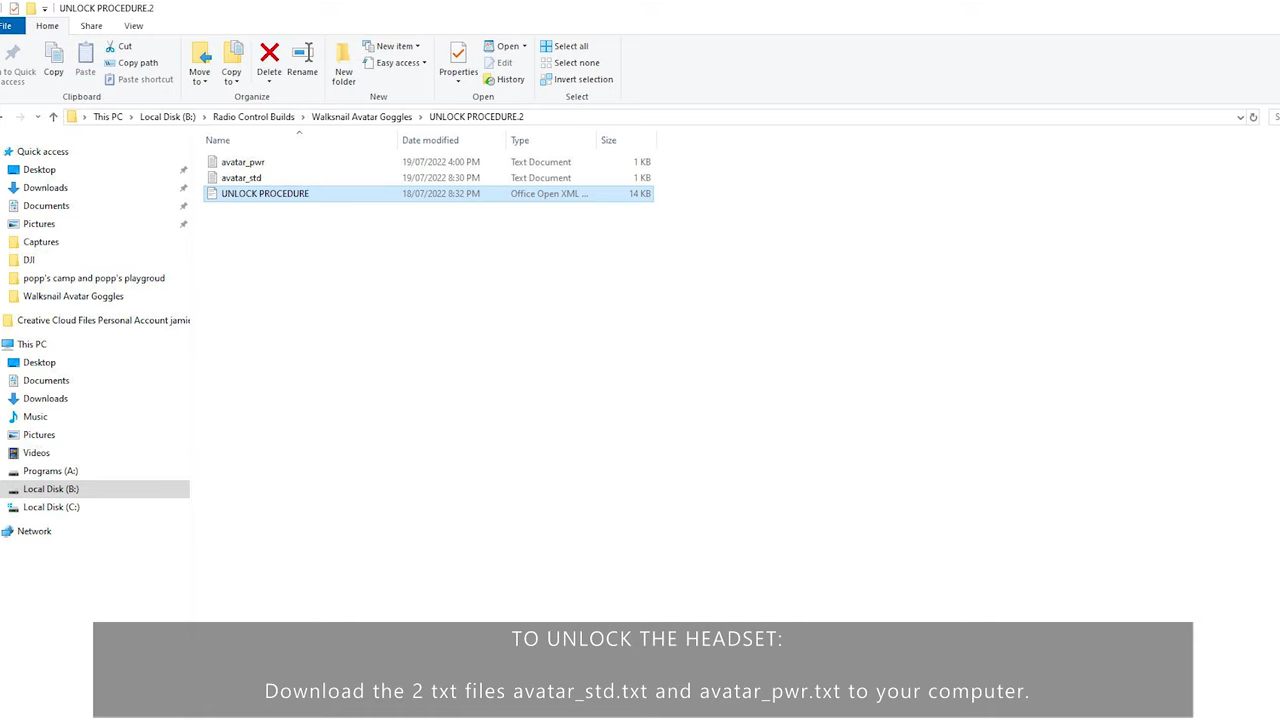 UNLOCK PROCEDURE.2
File
Home
Share
View
Cut
Copy path
Paste shortcut
to Quick
access
Copy
Paste
Clipboard
Move
to
Copy
to
Delete
Rename
Organize
New
folder
New item
Easy access
New
Properties
Open
Edit
History
Open
Select all
Select none
Invert selection
Select
This PC
Local Disk (B:)
Radio Control Builds
Walksnail Avatar Goggles
UNLOCK PROCEDURE.2
Name
Date modified
Type
Size
avatar_pwr 19/07/2022 4:00 PM Text Document 1 KB
avatar_std 19/07/2022 8:30 PM Text Document 1 KB
UNLOCK PROCEDURE 18/07/2022 8:32 PM Office Open XML ... 14 KB
Quick access
Desktop
Downloads
Documents
Pictures
Captures
DJI
popp's camp and popp's playgroud
Walksnail Avatar Goggles
Creative Cloud Files Personal Account jamie
This PC
Desktop
Documents
Downloads
Music
Pictures
Videos
Programs (A:)
Local Disk (B:)
Local Disk (C:)
Network
TO UNLOCK THE HEADSET:
Download the 2 txt files avatar_std.txt and avatar_pwr.txt to your computer.